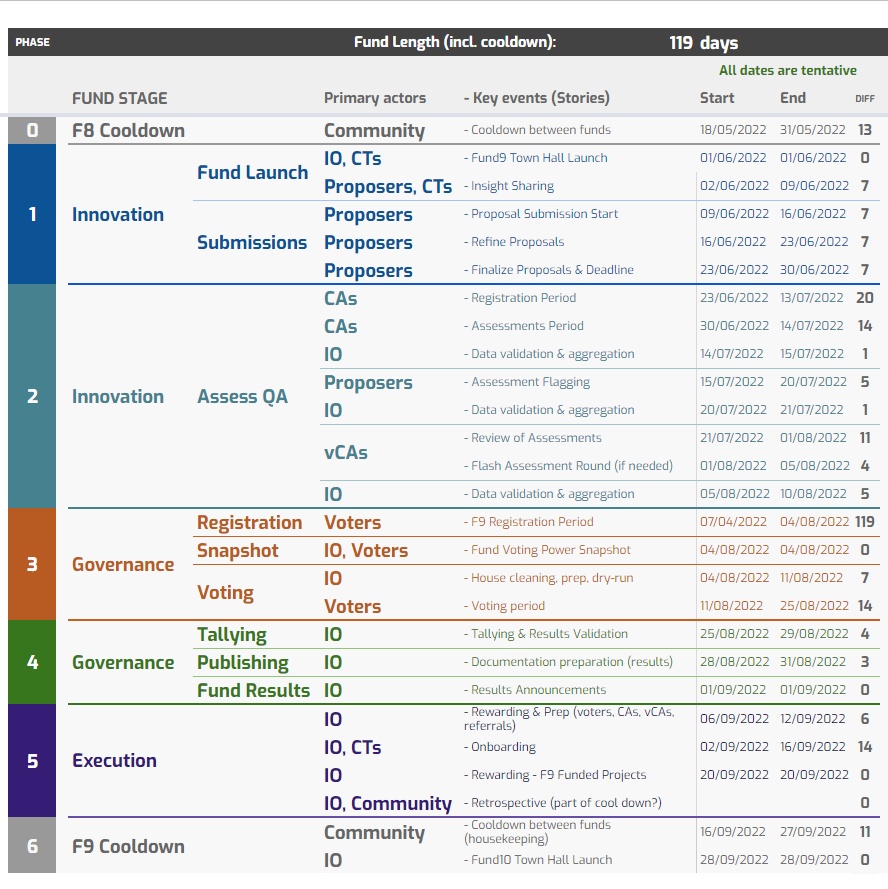 PHASE Fund Length (incl. cooldown): 119 days
All dates are tentative
FUND STAGE Primary actors - Key events (Stories) Start End DIFF
0 F8 Cooldown Community - Cooldown between funds 18/05/2022 31/05/2022 13
1 Innovation Fund Launch IO, CTs - Fund9 Town Hall Launch 01/06/2022 01/06/2022 0
Proposers, CTs - Insight Sharing 02/06/2022 09/06/2022 7
Submissions Proposers - Proposal Submission Start 09/06/2022 16/06/2022 7
Proposers - Refine Proposals 16/06/2022 23/06/2022 7
Proposers - Finalize Proposals & Deadline 23/06/2022 30/06/2022 7
2 Innovation Assess QA CAs - Registration Period 23/06/2022 13/07/2022 20
CAs - Assessments Period 30/06/2022 14/07/2022 14
IO - Data validation & aggregation 14/07/2022 15/07/2022 1
Proposers - Assessment Flagging 15/07/2022 20/07/2022 5
IO - Data validation & aggregation 20/07/2022 21/07/2022 1
vCAs - Review of Assessments 21/07/2022 01/08/2022 11
- Flash Assessment Round (if needed) 01/08/2022 05/08/2022 4
IO - Data validation & aggregation 05/08/2022 10/08/2022 5
3 Governance Registration Voters - F9 Registration Period 07/04/2022 04/08/2022 119
Snapshot IO, Voters - Fund Voting Power Snapshot 04/08/2022 04/08/2022 0
Voting IO - House cleaning, prep, dry-run 04/08/2022 11/08/2022 7
Voters - Voting period 11/08/2022 25/08/2022 14
4 Governance Tallying IO - Tallying & Results Validation 25/08/2022 29/08/2022 4
Publishing IO - Documentation preparation (results) 28/08/2022 31/08/2022 3
Fund Results IO - Results Announcements 01/09/2022 01/09/2022 0
5 Execution IO - Rewarding & Prep (voters, CAs, vCAs,
referrals) 06/09/2022 12/09/2022 6
IO, CTs - Onboarding 02/09/2022 16/09/2022 14
IO - Rewarding - F9 Funded Projects 20/09/2022 20/09/2022 0
IO, Community - Retrospective (part of cool down?) 0
6 F9 Cooldown Community - Cooldown between funds
(housekeeping) 16/09/2022 27/09/2022 11
IO - Fund10 Town Hall Launch 28/09/2022 28/09/2022 0